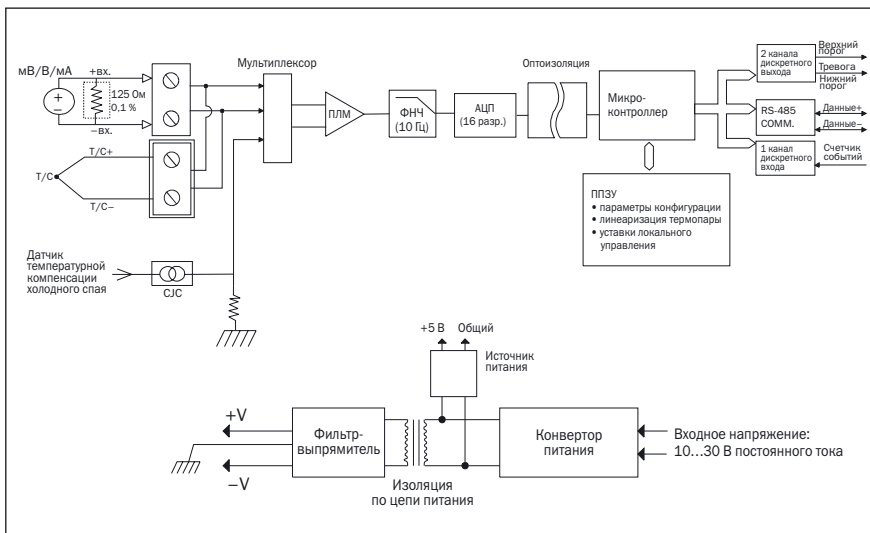 мВ/В/мА
+вх.
125 Ом
0,1 %
−вх.
Т/С+
Т/С
Т/С−
Датчик
температурной
компенсации
холодного спая
CJC
Мультиплексор
ПЛМ
ФНЧ
(10 Гц)
АЦП
(16 разр.)
Оптоизоляция
Микро-
контроллер
ППЗУ
• параметры конфигурации
• линеаризация термопары
• уставки локального
управления
2 канала
дискретного
выхода
Верхний
порог
Тревога
Нижний
порог
RS-485
COMM.
Данные+
Данные−
1 канал
дискретного
входа
Счетчик
событий
+5 В
Общий
Источник
питания
+V
−V
Фильтр-
выпрямитель
Изоляция
по цепи питания
Конвертор
питания
Входное напряжение:
10...30 В постоянного тока